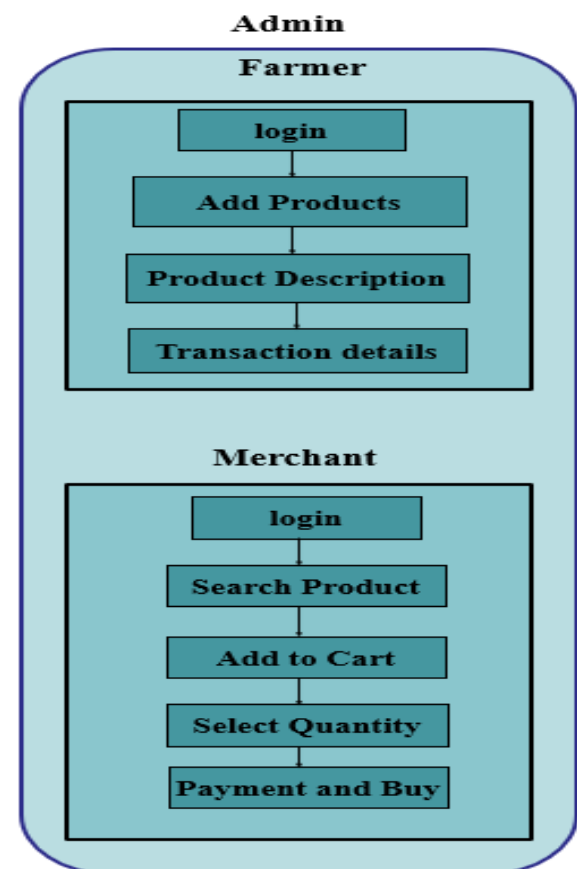 Admin
Farmer
login
Add Products
Product Description
Transaction details
Merchant
login
Search Product
Add to Cart
Select Quantity
Payment and Buy